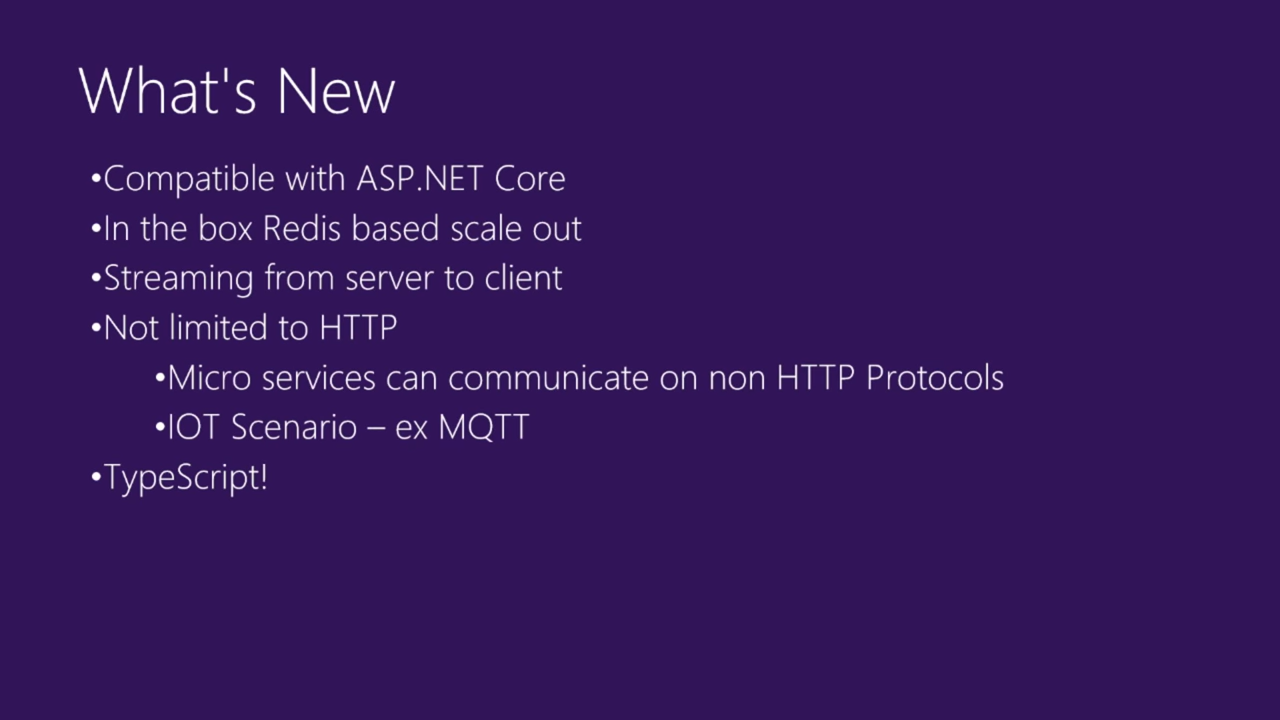 What's New
•Compatible with ASP.NET Core
•In the box Redis based scale out
•Streaming from server to client
•Not limited to HTTP
•Micro services can communicate on non HTTP Protocols
•IOT Scenario – ex MQTT
•TypeScript!